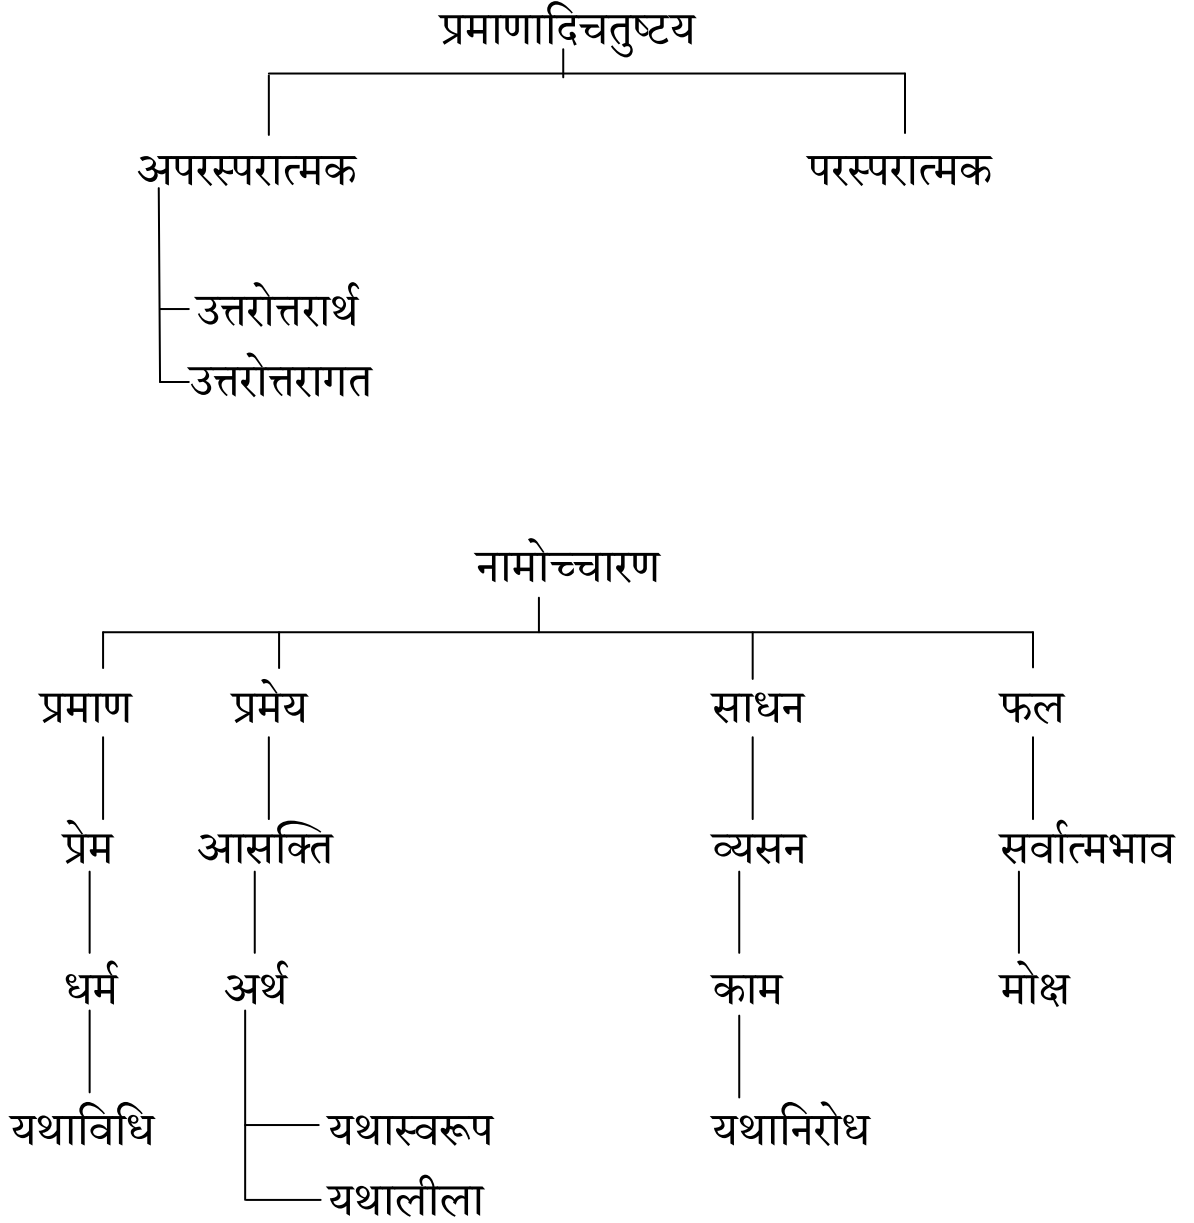 प्रमाणादिचतुष्टय
अपरस्परात्मक परस्परात्मक
उत्तरोत्तरार्थ
उत्तरोत्तरागत
नामोच्चारण
प्रमाण प्रमेय साधन फल
प्रेम आसक्ति व्यसन सर्वात्मभाव
धर्म अर्थ काम मोक्ष
यथाविधि यथास्वरूप यथानिरोध
यथालीला